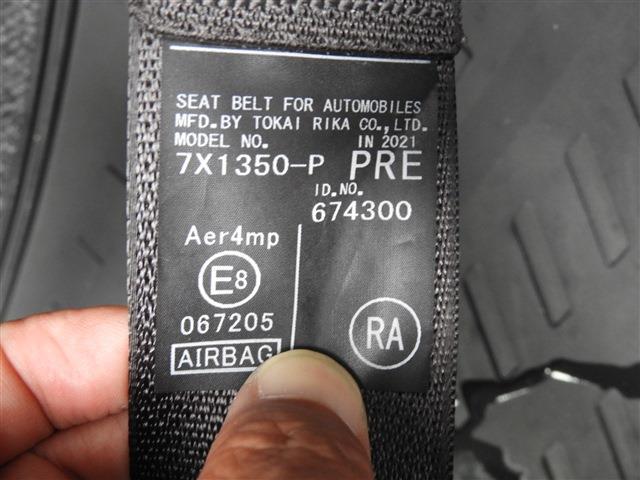 SEAT BELT FOR AUTOMOBILES
MFD.BY TOKAI RIKA CO.,LTD.
MODEL NO. IN 2021
7X1350-P PRE
ID.NO.
674300
Aer4mp
E8
067205
AIRBAG
RA